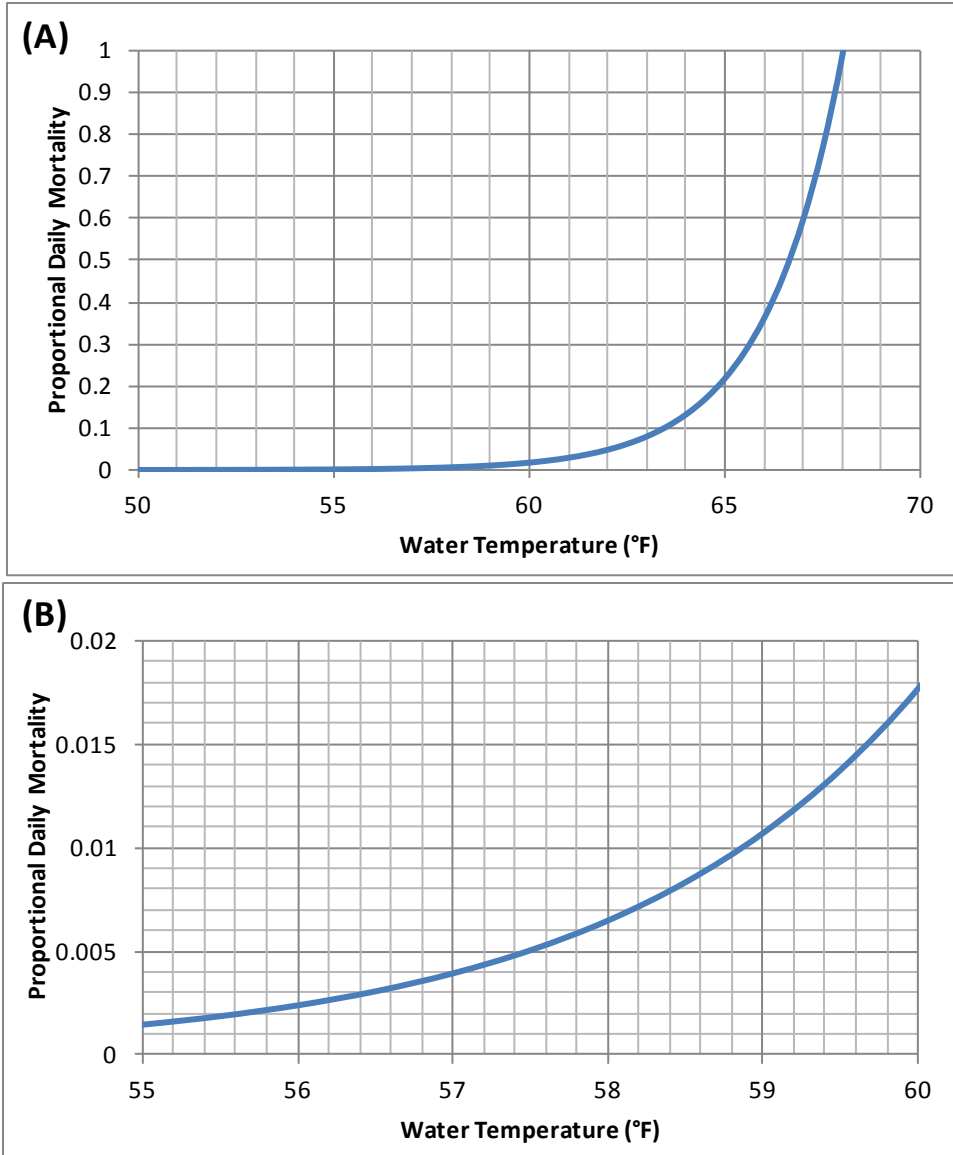 (A)
1
0.9
0.8
0.7
0.6
0.5
0.4
0.3
0.2
0.1
0
Proportional Daily Mortality
50 55 60 65 70
Water Temperature (°F)
(B)
0.02
0.015
0.01
0.005
0
Proportional Daily Mortality
55 56 57 58 59 60
Water Temperature (°F)